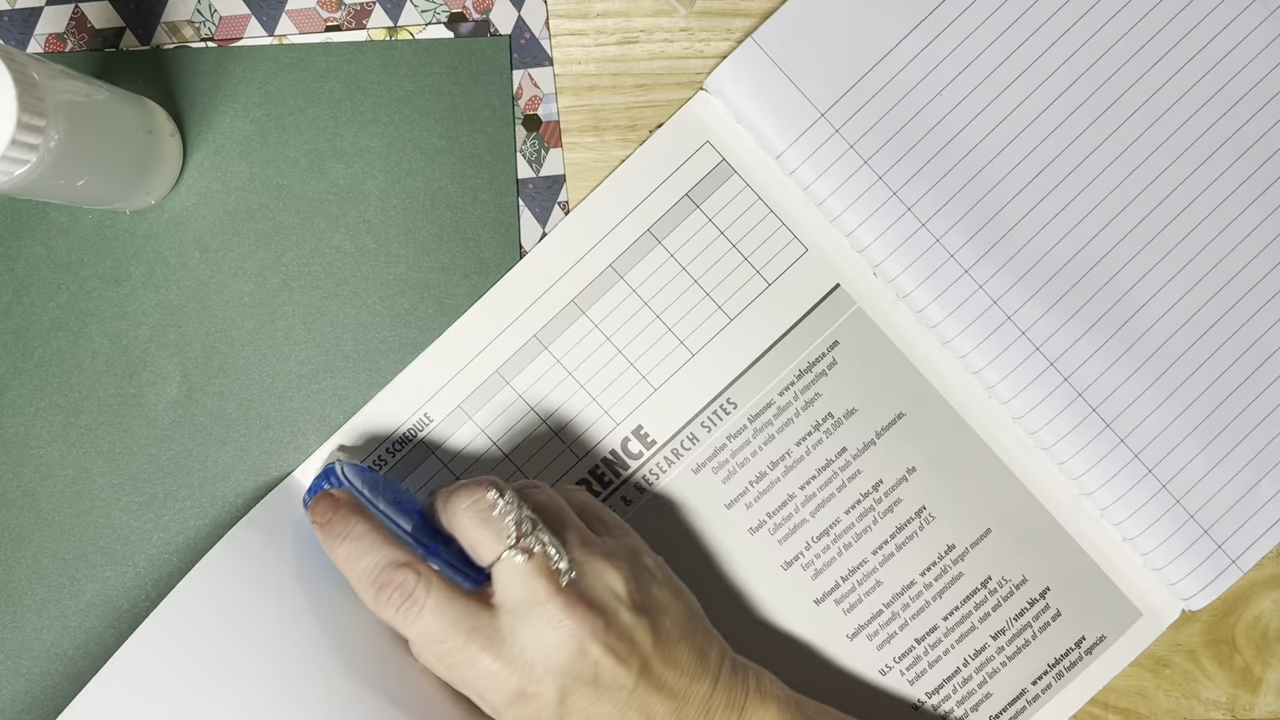 ASS SCHEDULE
RENCE
& RESEARCH SITES
Information Please Almanac: www.infoplease.com
Online almanac offering millions of interesting and
useful facts on a wide variety of subjects.
Internet Public Library: www.ipl.org
An exhaustive collection of over 20,000 titles.
iTools Research: www.itools.com
Collection of online research tools including dictionaries,
translations, quotations and more.
Library of Congress: www.loc.gov
Easy to use reference catalog for accessing the
collections of the Library of Congress.
National Archives: www.archives.gov
National Archives online directory of U.S.
Federal records.
Smithsonian Institution: www.si.edu
User friendly site from the world's largest museum
complex and research organization.
U.S. Census Bureau: www.census.gov
A wealth of basic information about the U.S.,
broken down on a national, state and local level.
U.S. Department of Labor: http://stats.bls.gov
Bureau of Labor statistics site containing current
bor statistics and links to hundreds of state and
l agencies.
Government: www.fedstats.gov
mation from over 100 federal agencies.